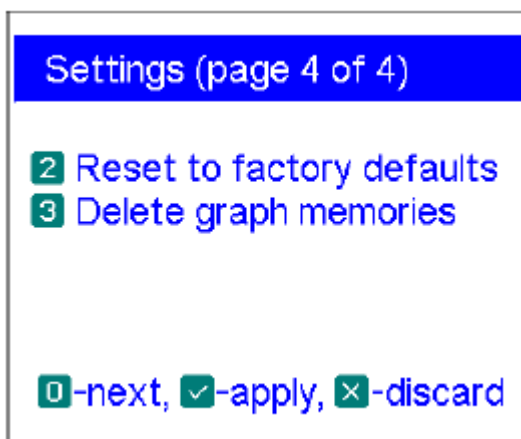 Settings (page 4 of 4)
2 Reset to factory defaults
3 Delete graph memories
0-next, ✓-apply, ×-discard